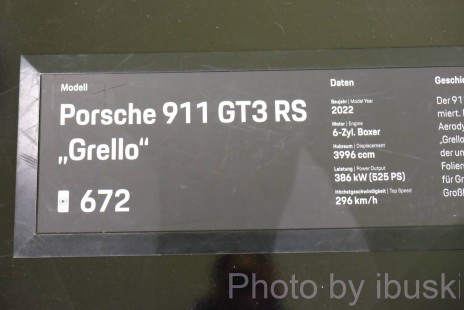 Modell
Porsche 911 GT3 RS
„Grello“
672
Daten
Baujahr | Model Year
2022
Motor | Engine
6-Zyl. Boxer
Hubraum | Displacement
3996 ccm
Leistung | Power Output
386 kW (525 PS)
Höchstgeschwindigkeit | Top Speed
296 km/h
Geschi
Der 91
miert.
Aerody
„Grello
der un
Folien
für Gr
Großl
Photo by ibuski